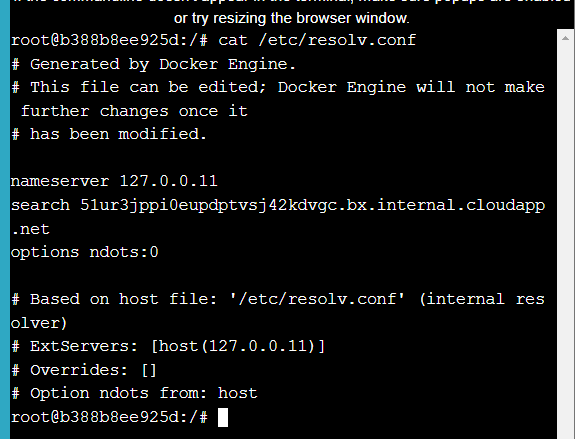 or try resizing the browser window.
root@b388b8ee925d:/# cat /etc/resolv.conf
# Generated by Docker Engine.
# This file can be edited; Docker Engine will not make
 further changes once it
# has been modified.
nameserver 127.0.0.11
search 51ur3jppi0eupdptvsj42kdvgc.bx.internal.cloudapp
.net
options ndots:0
# Based on host file: '/etc/resolv.conf' (internal res
olver)
# ExtServers: [host(127.0.0.11)]
# Overrides: []
# Option ndots from: host
root@b388b8ee925d:/#